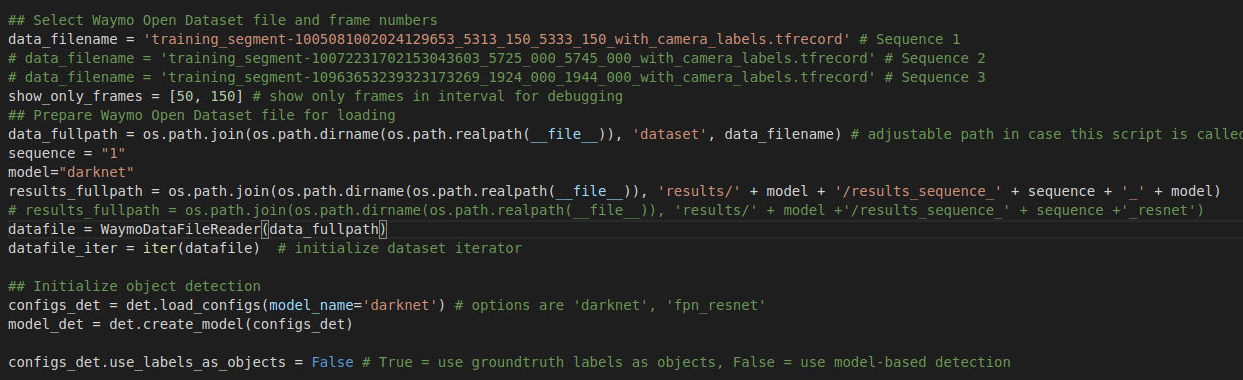 ## Select Waymo Open Dataset file and frame numbers
data_filename = 'training_segment-1005081002024129653_5313_150_5333_150_with_camera_labels.tfrecord' # Sequence 1
# data_filename = 'training_segment-10072231702153043603_5725_000_5745_000_with_camera_labels.tfrecord' # Sequence 2
# data_filename = 'training_segment-10963653239323173269_1924_000_1944_000_with_camera_labels.tfrecord' # Sequence 3
show_only_frames = [50, 150] # show only frames in interval for debugging
## Prepare Waymo Open Dataset file for loading
data_fullpath = os.path.join(os.path.dirname(os.path.realpath(__file__)), 'dataset', data_filename) # adjustable path in case this script is called
sequence = "1"
model="darknet"
results_fullpath = os.path.join(os.path.dirname(os.path.realpath(__file__)), 'results/' + model + '/results_sequence_' + sequence + '_' + model)
# results_fullpath = os.path.join(os.path.dirname(os.path.realpath(__file__)), 'results/' + model +'/results_sequence_' + sequence +'_resnet')
datafile = WaymoDataFileReader(data_fullpath)
datafile_iter = iter(datafile)  # initialize dataset iterator

## Initialize object detection
configs_det = det.load_configs(model_name='darknet') # options are 'darknet', 'fpn_resnet'
model_det = det.create_model(configs_det)

configs_det.use_labels_as_objects = False # True = use groundtruth labels as objects, False = use model-based detection